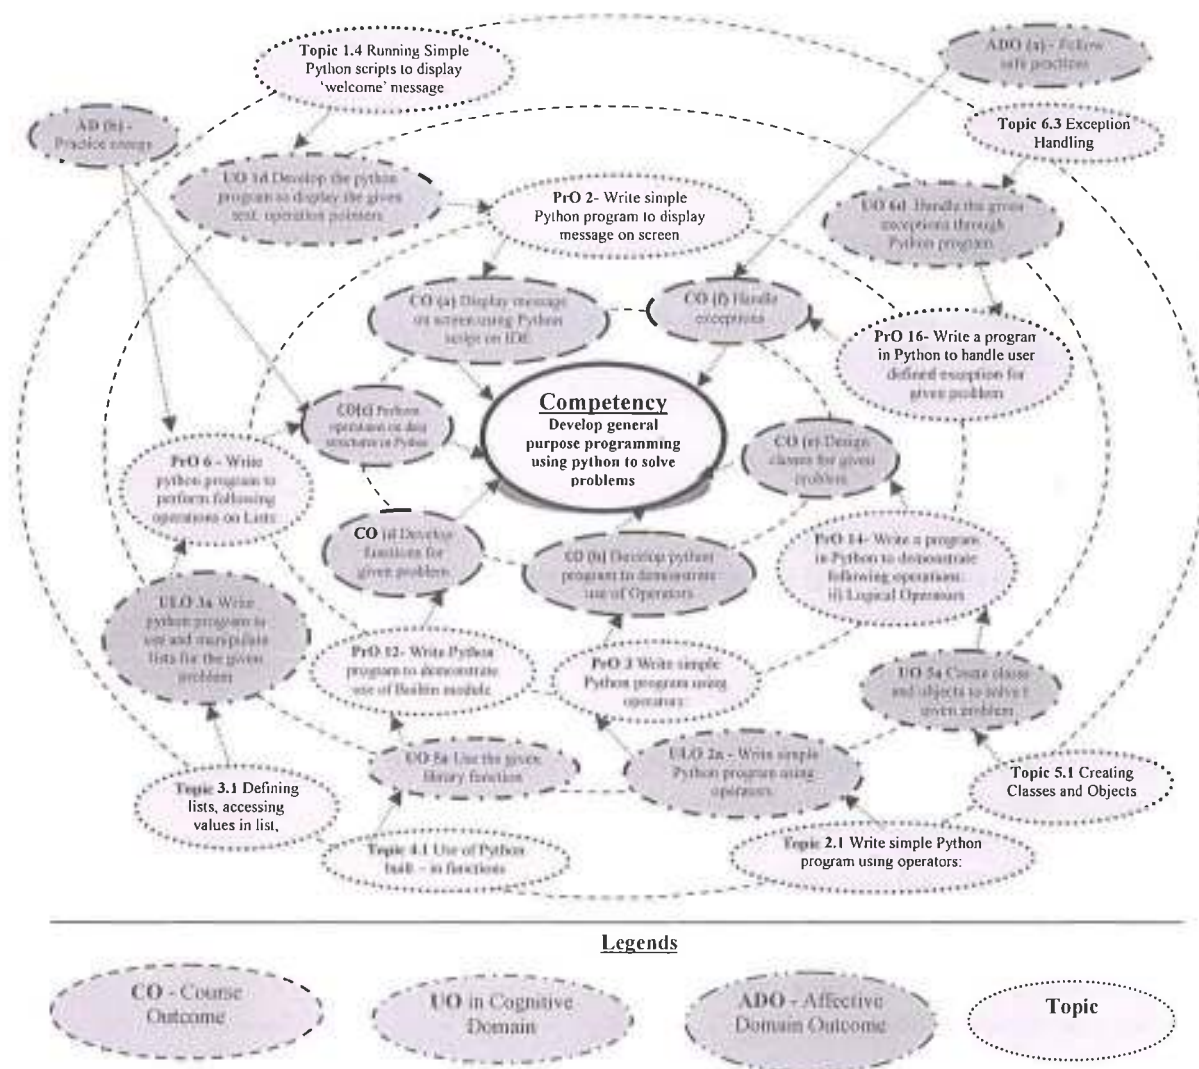 Topic 1.4 Running Simple
Python scripts to display
'welcome' message
ADO (a) - Follow
safe practices
AD (b) -
Practice energy
Topic 6.3 Exception
Handling
UO 1d Develop the python
program to display the given
text, operation pointers
PrO 2- Write simple
Python program to display
message on screen
UO 6d Handle the given
exceptions through
Python program
CO (a) Display message
on screen using Python
script on IDE
CO (f) Handle
exceptions
PrO 16- Write a program
in Python to handle user
defined exception for
given problem
Competency
Develop general
purpose programming
using python to solve
problems
CO(c) Perform
operations on data
structures in Python
CO (e) Design
classes for given
problem
PrO 6 - Write
python program to
perform following
operations on Lists:
CO (d) Develop
functions for
given problem
CO (b) Develop python
program to demonstrate
use of Operators
PrO 14- Write a program
in Python to demonstrate
following operations:
iii) Logical Operators
ULO 3a Write
python program to
use and manipulate
lists for the given
problem
PrO 12- Write Python
program to demonstrate
use of Builtin module
PrO 3 Write simple
Python program using
operators:
UO 5a Create classes
and objects to solve t
given problem
UO 8a Use the given
library function
ULO 2a - Write simple
Python program using
operators
Topic 3.1 Defining
lists, accessing
values in list,
Topic 5.1 Creating
Classes and Objects
Topic 4.1 Use of Python
built – in functions
Topic 2.1 Write simple Python
program using operators:
Legends
CO - Course
Outcome
UO in Cognitive
Domain
ADO - Affective
Domain Outcome
Topic